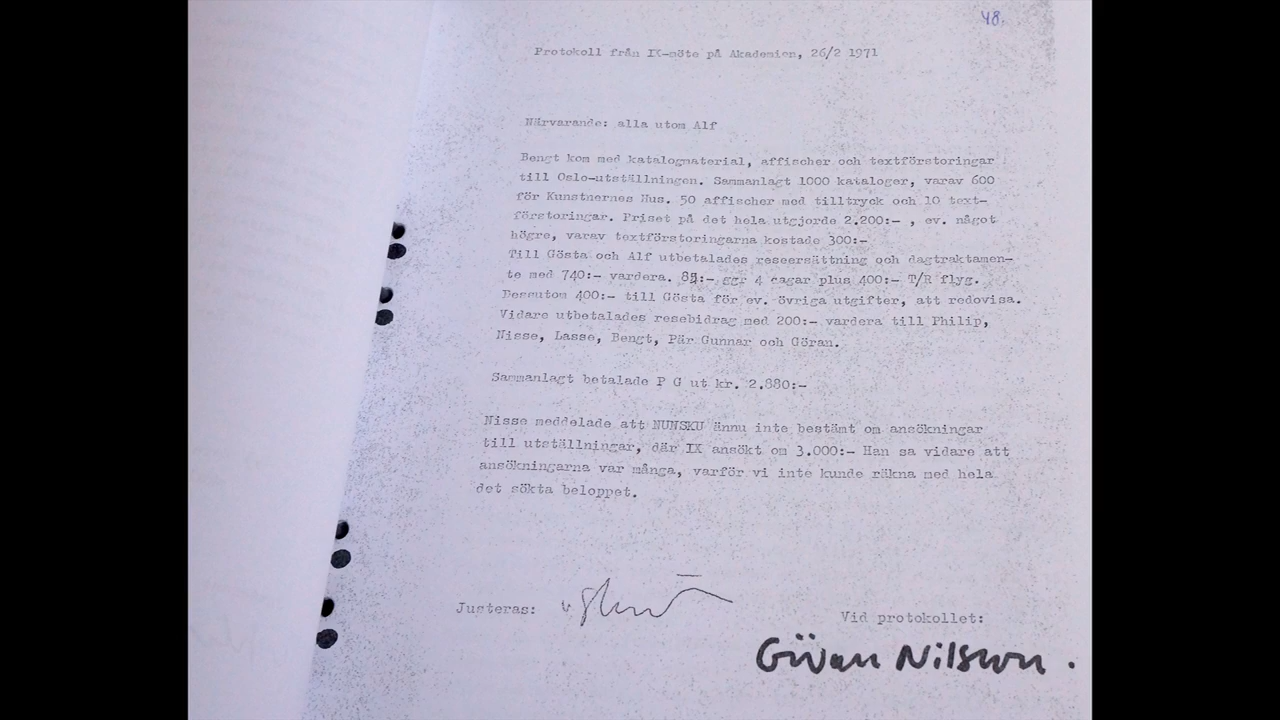 48.
Protokoll från IX-möte på Akademien, 26/2 1971
Närvarande: alla utom Alf
Bengt kom med katalogmaterial, affischer och textförstoringar
till Oslo-utställningen. Sammanlagt 1000 kataloger, varav 600
för Kunstnernes Hus. 50 affischer med tilltryck och 10 text-
förstoringar. Priset på det hela utgjorde 2.200:- , ev. något
högre, varav textförstoringarna kostade 300:-
Till Gösta och Alf utbetalades reseersättning och dagtraktamen-
te med 740:- vardera. 85:- ggr 4 dagar plus 400:- T/R flyg.
Dessutom 400:- till Gösta för ev. övriga utgifter, att redovisa.
Vidare utbetalades resebidrag med 200:- vardera till Philip,
Nisse, Lasse, Bengt, Pär Gunnar och Göran.
Sammanlagt betalade P G ut kr. 2.880:-
Nisse meddelade att NUNSKU ännu inte bestämt om ansökningar
till utställningar, där IX ansökt om 3.000:- Han sa vidare att
ansökningarna var många, varför vi inte kunde räkna med hela
det sökta beloppet.
Justeras:
Vid protokollet:
Göran Nilsson.